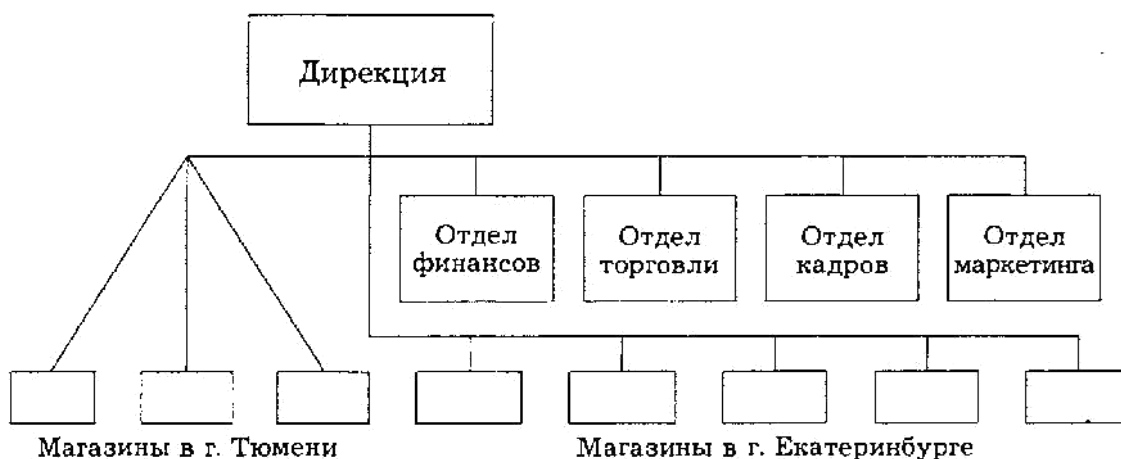 Дирекция
Отдел
финансов
Отдел
торговли
Отдел
кадров
Отдел
маркетинга
Магазины в г. Тюмени
Магазины в г. Екатеринбурге